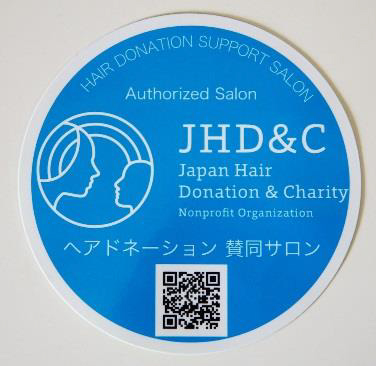 HAIR DONATION SUPPORT SALON
Authorized Salon
JHD&C
Japan Hair
Donation & Charity
Nonprofit Organization
ヘアドネーション 賛同サロン